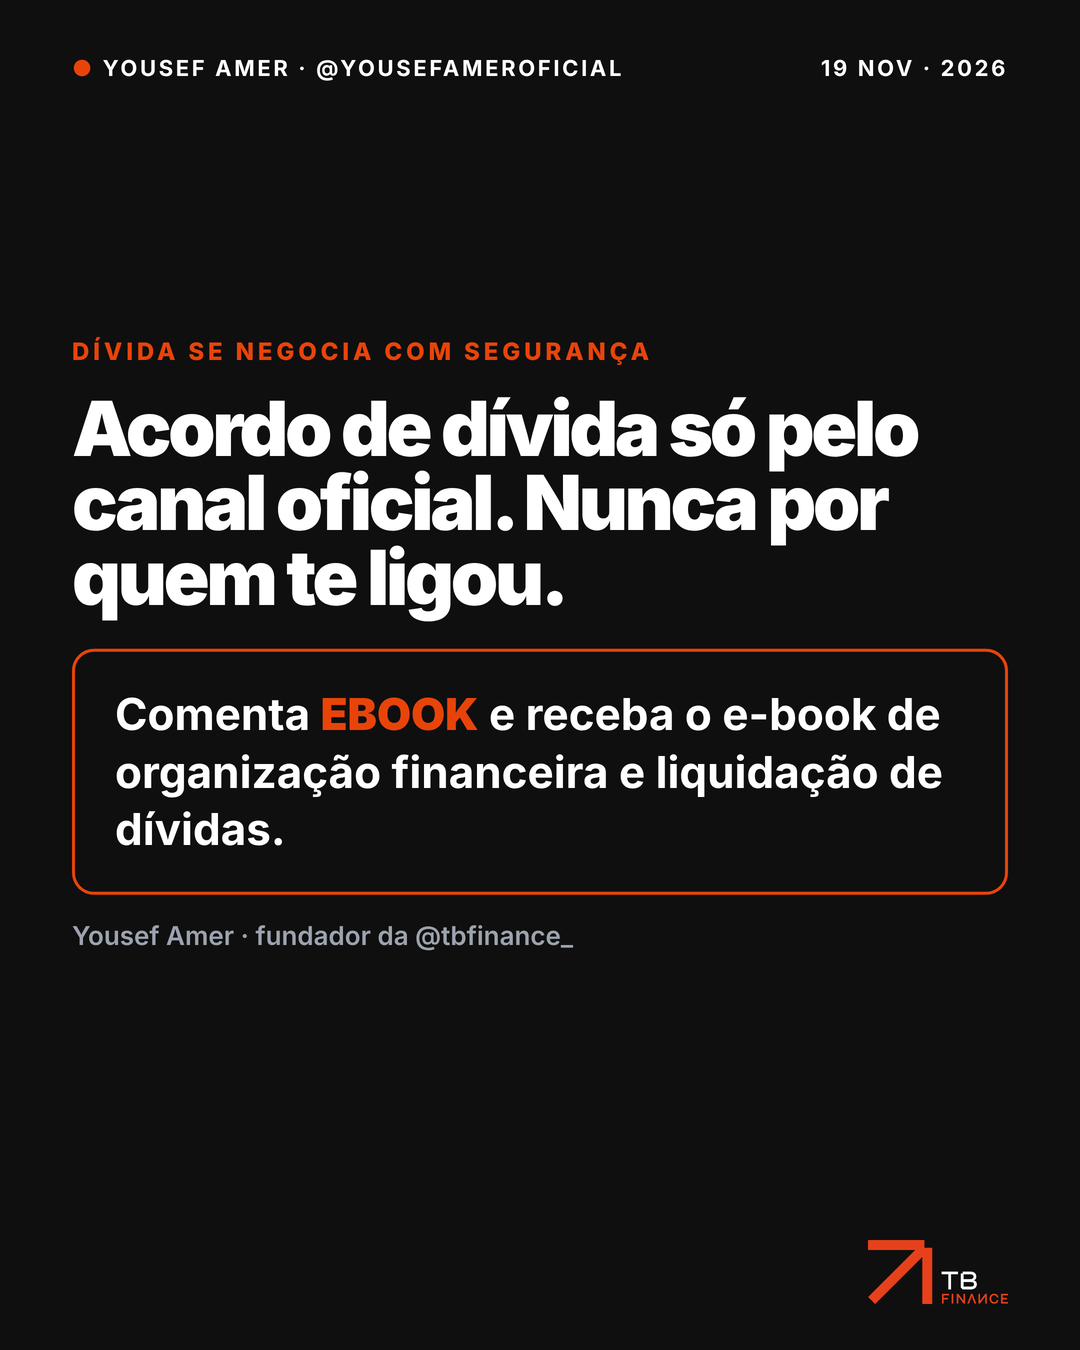 YOUSEF AMER · @YOUSEFAMEROFICIAL
19 NOV · 2026
DÍVIDA SE NEGOCIA COM SEGURANÇA
Acordo de dívida só pelo
canal oficial. Nunca por
quem te ligou.
Comenta EBOOK e receba o e-book de
organização financeira e liquidação de
dívidas.
Yousef Amer · fundador da @tbfinance_
TB
FINANCE